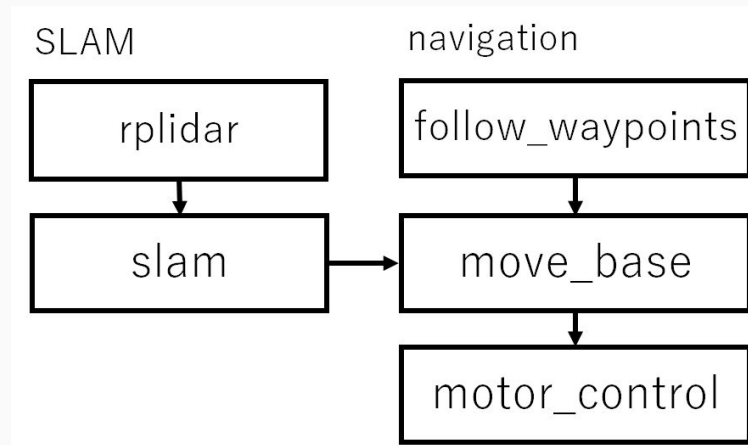 SLAM
navigation
rplidar
follow_waypoints
slam
move_base
motor_control